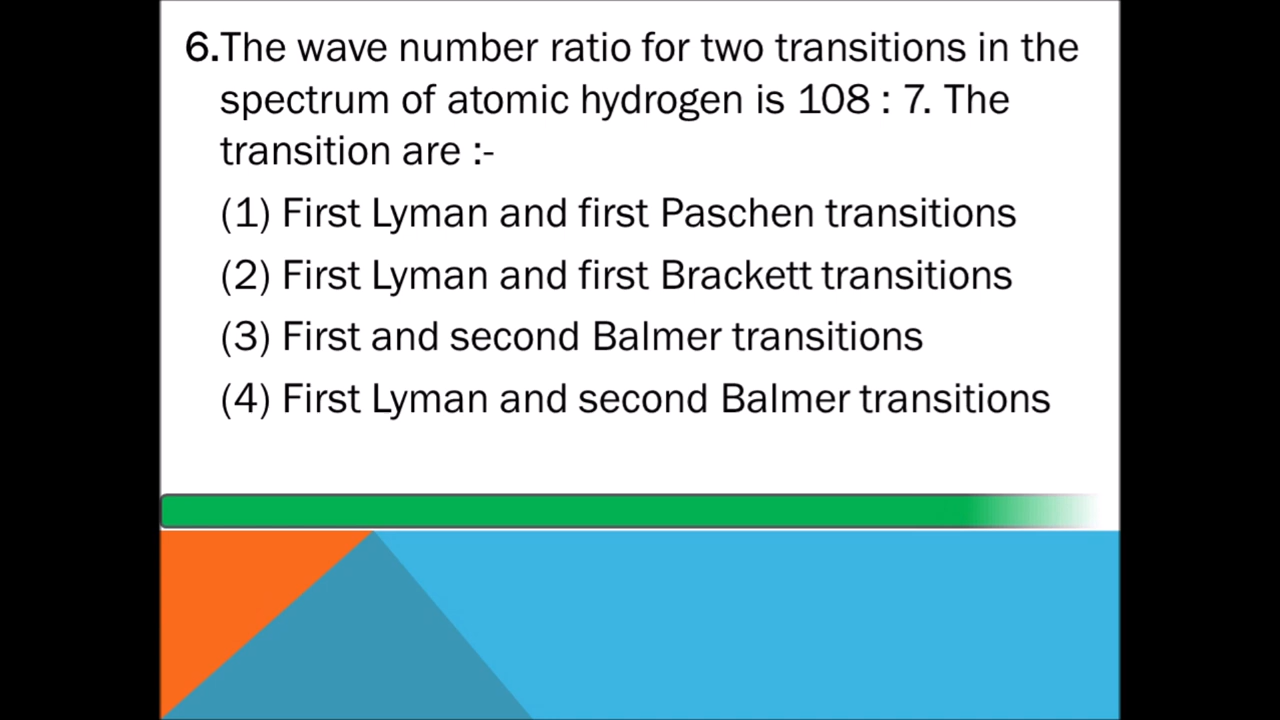 6.The wave number ratio for two transitions in the
spectrum of atomic hydrogen is 108 : 7. The
transition are :-
(1) First Lyman and first Paschen transitions
(2) First Lyman and first Brackett transitions
(3) First and second Balmer transitions
(4) First Lyman and second Balmer transitions